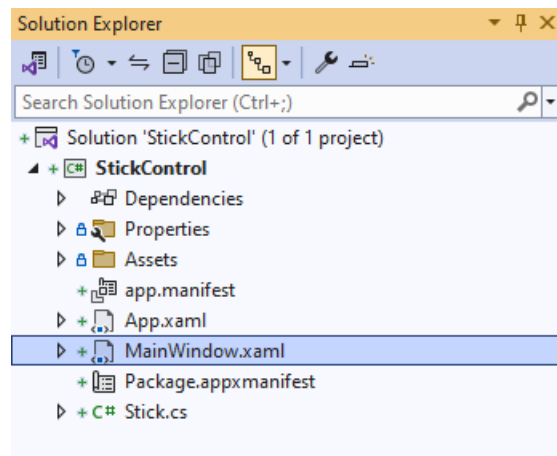 Solution Explorer
Search Solution Explorer (Ctrl+;)
Solution 'StickControl' (1 of 1 project)
C# StickControl
Dependencies
Properties
Assets
app.manifest
App.xaml
MainWindow.xaml
Package.appxmanifest
C# Stick.cs